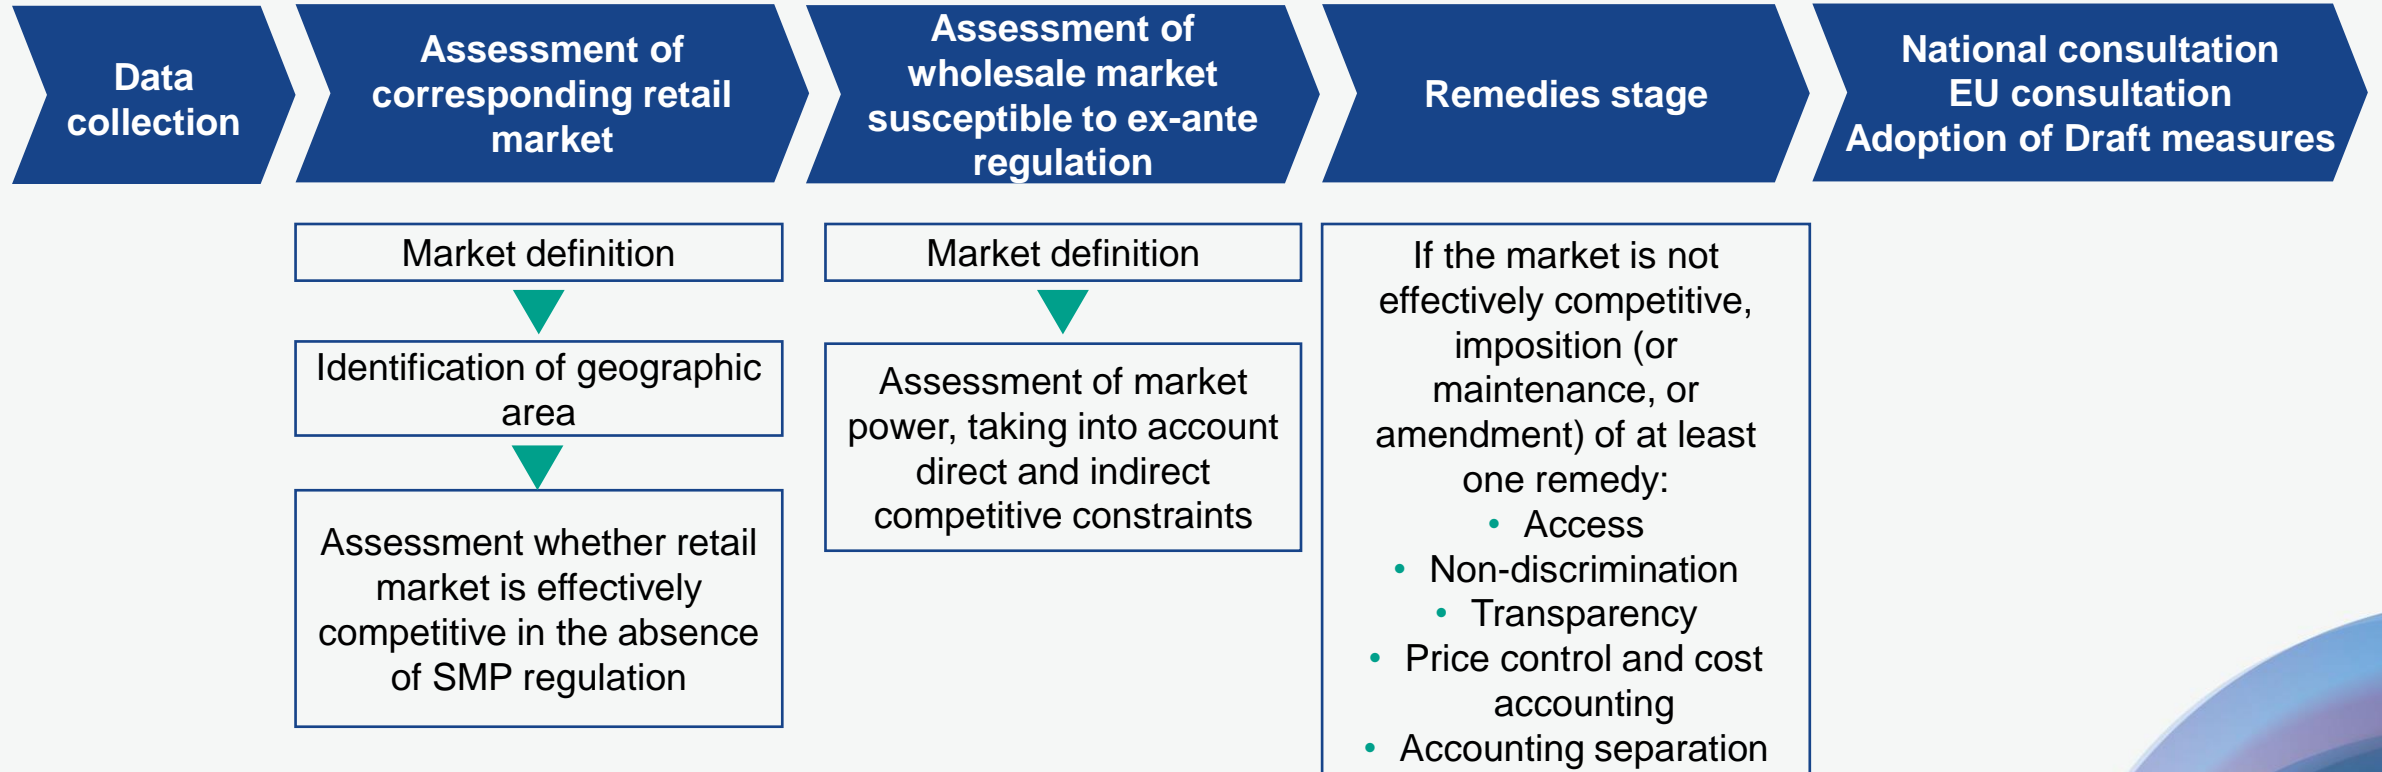 Data
collection
Assessment of
corresponding retail
market
Assessment of
wholesale market
susceptible to ex-ante
regulation
Remedies stage
National consultation
EU consultation
Adoption of Draft measures
Market definition
Identification of geographic
area
Assessment whether retail
market is effectively
competitive in the absence
of SMP regulation
Market definition
Assessment of market
power, taking into account
direct and indirect
competitive constraints
If the market is not
effectively competitive,
imposition (or
maintenance, or
amendment) of at least
one remedy:
• Access
• Non-discrimination
• Transparency
• Price control and cost
accounting
• Accounting separation